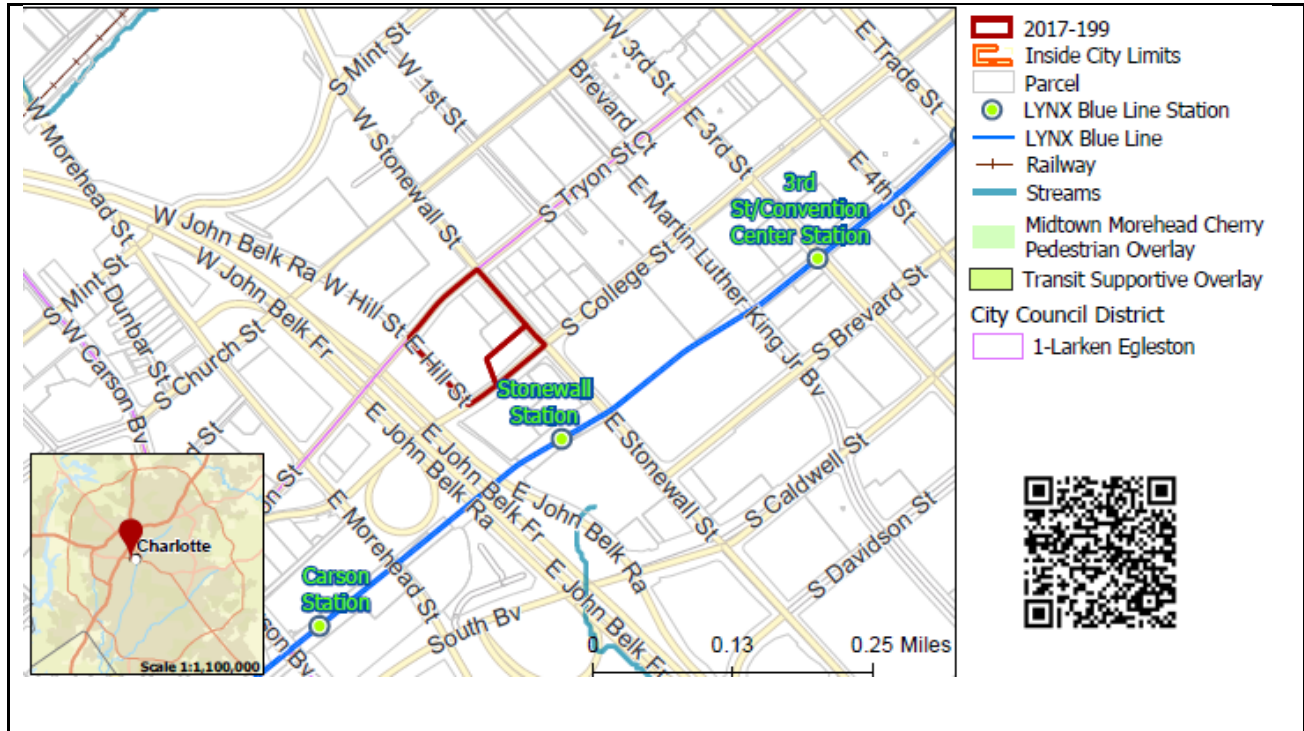 S Mint St
W 1st St
W 3rd St
Brevard Ct
E Trade St
W Morehead St
W Stonewall St
E 3rd St
E 4th St
S Tryon St
3rd
St/Convention
Center Station
E Martin Luther King Jr Bv
W John Belk Ra
W John Belk Fr
W Hill St
E Hill St
S College St
S Brevard St
Mint St
Dunbar St
S W Carson Bv
S Church St
Stonewall
Station
E Stonewall St
S Caldwell St
S Davidson St
E John Belk Fr
E John Belk Ra
E John Belk Ra
E John Belk Fr
E Morehead St
South Bv
Carson
Station
Charlotte
Scale 1:1,100,000
0 0.13 0.25 Miles
2017-199
Inside City Limits
Parcel
LYNX Blue Line Station
LYNX Blue Line
Railway
Streams
Midtown Morehead Cherry
Pedestrian Overlay
Transit Supportive Overlay
City Council District
1-Larken Egleston